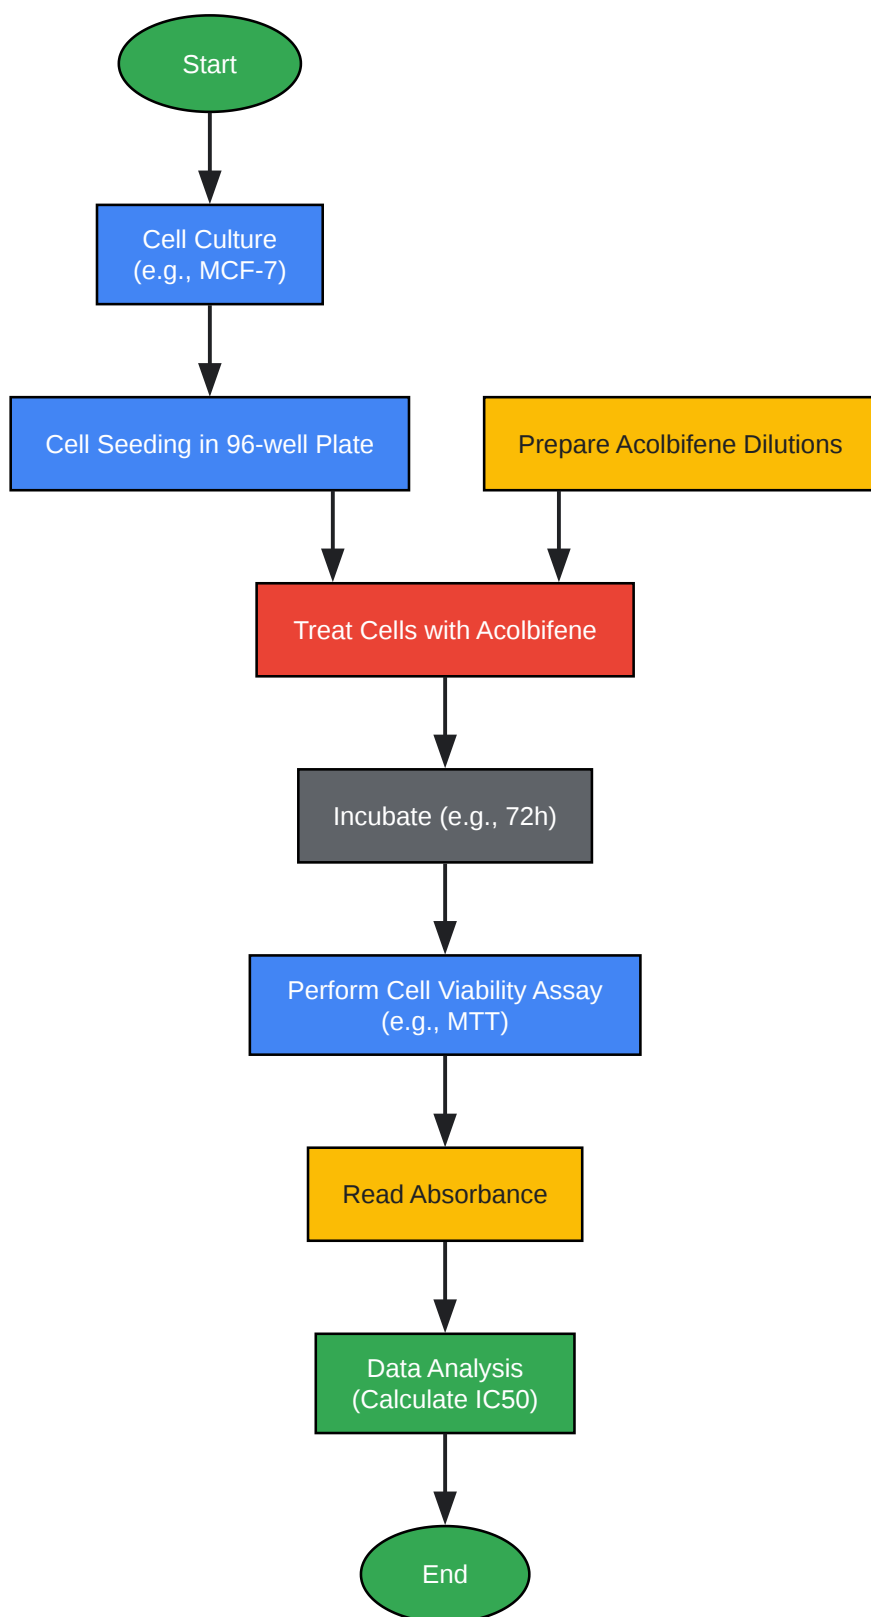 Start
Cell Culture
(e.g., MCF-7)
Cell Seeding in 96-well Plate
Prepare Acolbifene Dilutions
Treat Cells with Acolbifene
Incubate (e.g., 72h)
Perform Cell Viability Assay
(e.g., MTT)
Read Absorbance
Data Analysis
(Calculate IC50)
End